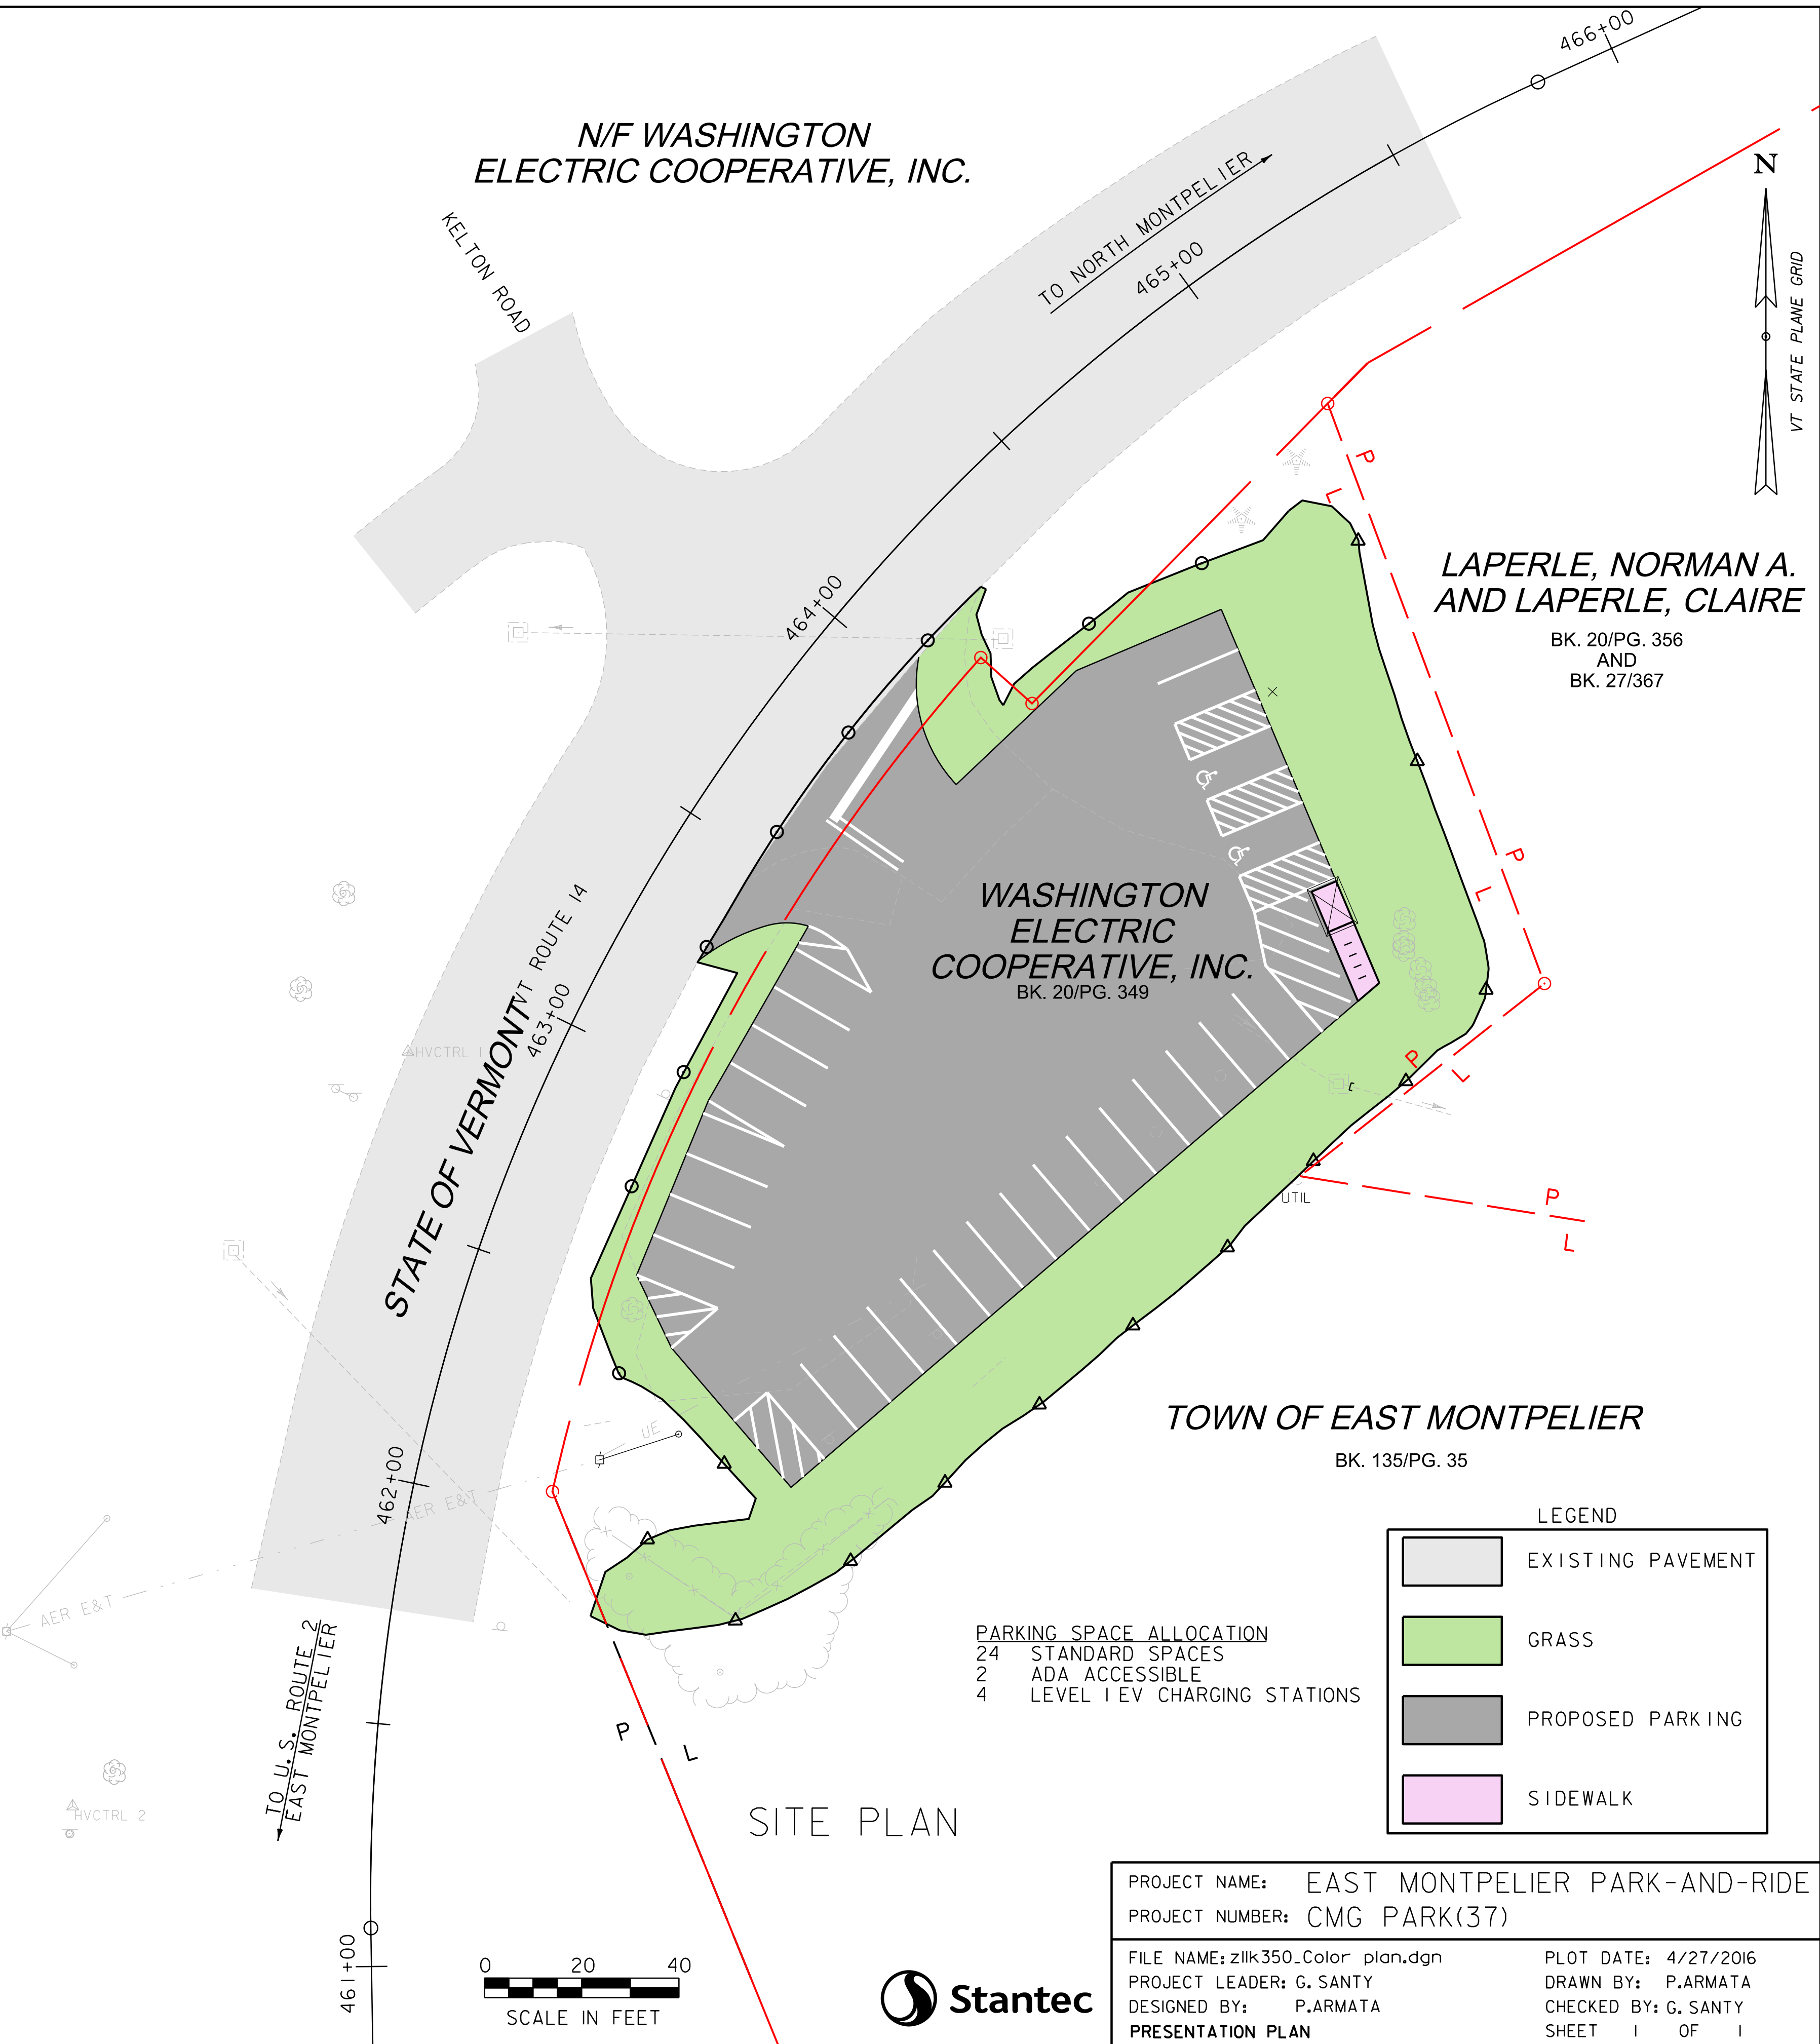 466+00
N/F WASHINGTON
ELECTRIC COOPERATIVE, INC.
N
VT STATE PLANE GRID
KELTON ROAD
TO NORTH MONTPELIER
465+00
P
L
LAPERLE, NORMAN A.
AND LAPERLE, CLAIRE
BK. 20/PG. 356
AND
BK. 27/367
464+00
P
L
WASHINGTON
ELECTRIC
COOPERATIVE, INC.
BK. 20/PG. 349
VT ROUTE 14
463+00
STATE OF VERMONT
HVCTRL 1
P
L
UTIL
P
L
TOWN OF EAST MONTPELIER
BK. 135/PG. 35
UE
462+00
AER E&T
AER E&T
LEGEND
EXISTING PAVEMENT
GRASS
PROPOSED PARKING
SIDEWALK
PARKING SPACE ALLOCATION
24 STANDARD SPACES
2 ADA ACCESSIBLE
4 LEVEL 1 EV CHARGING STATIONS
TO U.S. ROUTE 2
EAST MONTPELIER
P
L
HVCTRL 2
SITE PLAN
461+00
0 20 40
SCALE IN FEET
Stantec
PROJECT NAME: EAST MONTPELIER PARK-AND-RIDE
PROJECT NUMBER: CMG PARK(37)
FILE NAME: z11k350_Color plan.dgn
PROJECT LEADER: G. SANTY
DESIGNED BY: P.ARMATA
PRESENTATION PLAN
PLOT DATE: 4/27/2016
DRAWN BY: P.ARMATA
CHECKED BY: G. SANTY
SHEET 1 OF 1